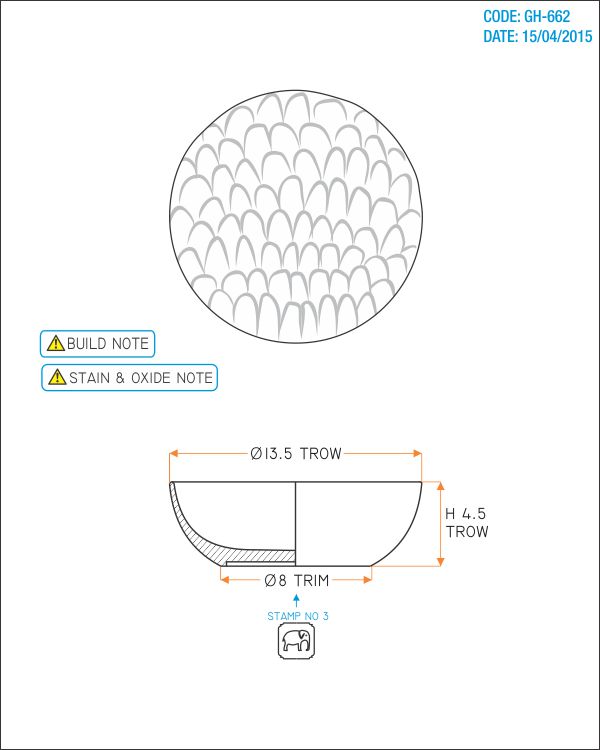 CODE: GH-662
DATE: 15/04/2015
BUILD NOTE
STAIN & OXIDE NOTE
Ø13.5 TROW
H 4.5
TROW
Ø8 TRIM
STAMP NO 3